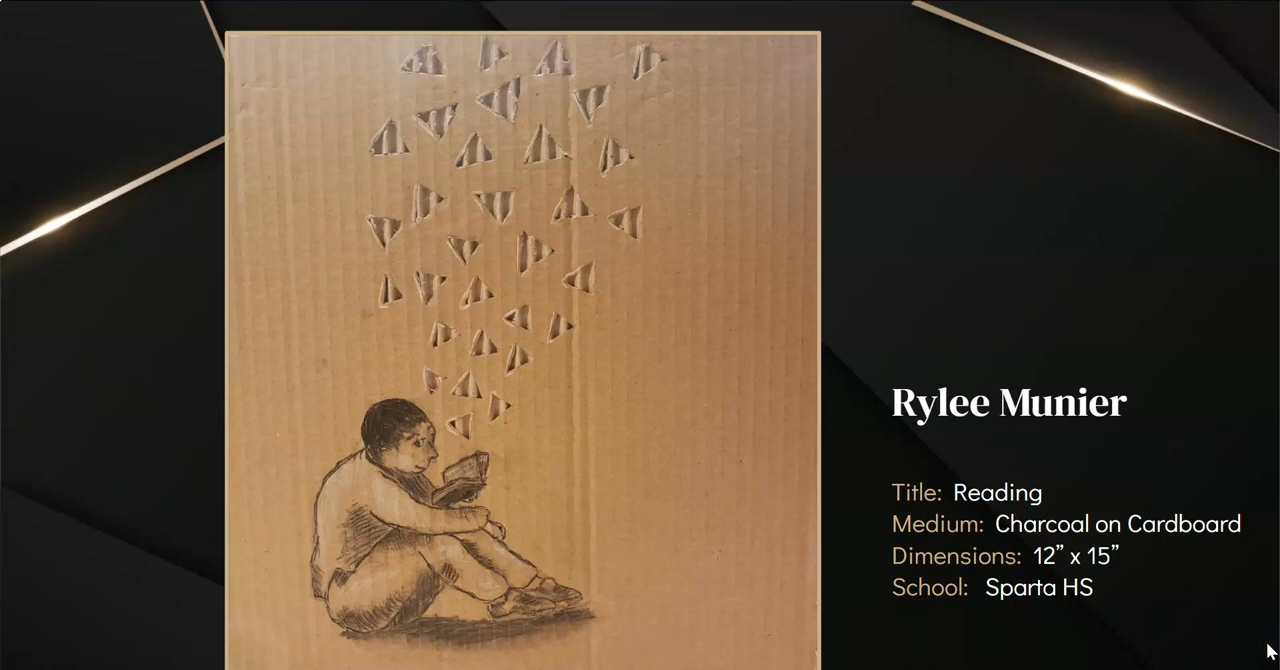 Rylee Munier
Title: Reading
Medium: Charcoal on Cardboard
Dimensions: 12” x 15”
School: Sparta HS